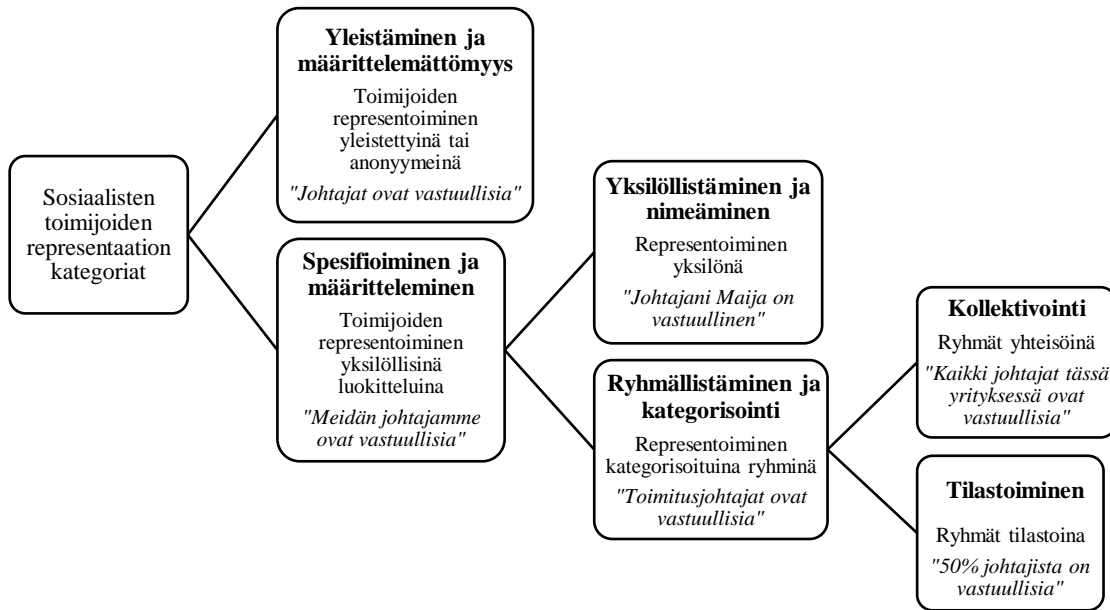 Sosiaalisten
toimijoiden
representaation
kategoriat
Yleistäminen ja
määrittelemättömyys
Toimijoiden
representoiminen
yleistettyinä tai
anonyymeinä
"Johtajat ovat vastuullisia"
Spesifioiminen ja
määritteleminen
Toimijoiden
representoiminen
yksilöllisinä
luokitteluina
"Meidän johtajamme
ovat vastuullisia"
Yksilöllistäminen ja
nimeäminen
Representoiminen
yksilönä
"Johtajani Maija on
vastuullinen"
Ryhmällistäminen ja
kategorisointi
Representoiminen
kategorisoituina ryhminä
"Toimitusjohtajat ovat
vastuullisia"
Kollektivointi
Ryhmät yhteisöinä
"Kaikki johtajat tässä
yrityksessä ovat
vastuullisia"
Tilastoiminen
Ryhmät tilastoina
"50% johtajista on
vastuullisia"